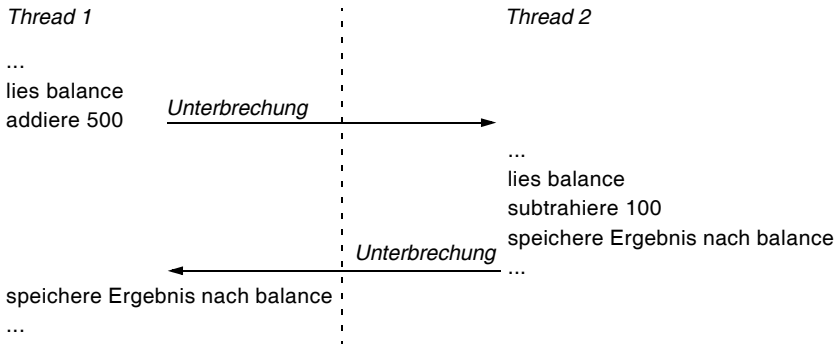 Thread 1
Thread 2
...
lies balance
addiere 500
Unterbrechung
...
lies balance
subtrahiere 100
speichere Ergebnis nach balance
Unterbrechung
...
speichere Ergebnis nach balance
...